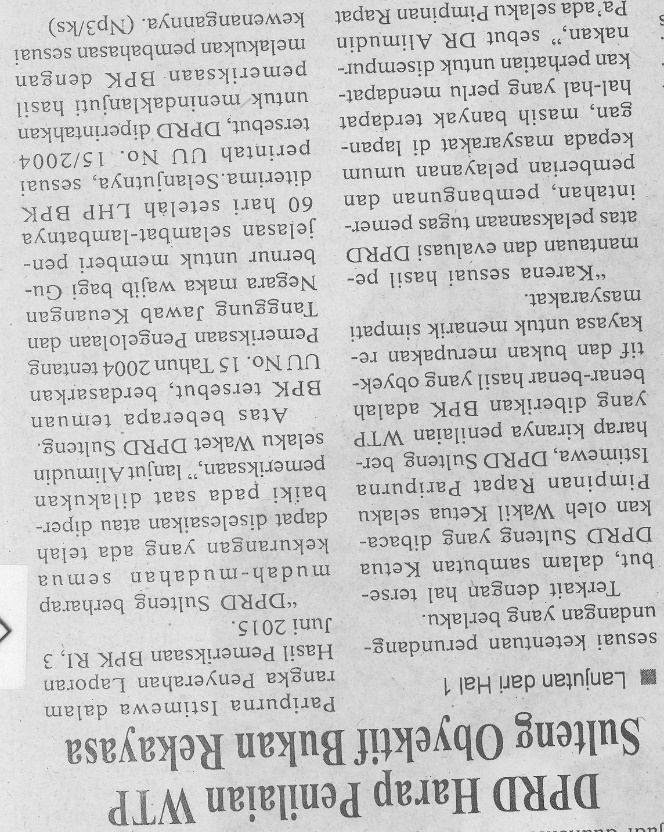 DPRD Harap Penilaian WTP
Sulteng Obyektif Bukan Rekayasa
Lanjutan dari Hal 1
sesuai ketentuan perundang-
undangan yang berlaku.
Terkait dengan hal terse-
but, dalam sambutan Ketua
DPRD Sulteng yang dibaca-
kan oleh Wakil Ketua selaku
Pimpinan Rapat Paripurna
Istimewa, DPRD Sulteng ber-
harap kiranya penilaian WTP
yang diberikan BPK adalah
benar-benar hasil yang obyek-
tif dan bukan merupakan re-
kayasa untuk menarik simpati
masyarakat.
“Karena sesuai hasil pe-
mantauan dan evaluasi DPRD
atas pelaksanaan tugas pemer-
intahan, pembangunan dan
pemberian pelayanan umum
kepada masyarakat di lapan-
gan, masih banyak terdapat
hal-hal yang perlu mendapat-
kan perhatian untuk disempur-
nakan,” sebut DR Alimudin
Pa’ada selaku Pimpinan Rapat
Paripurna Istimewa dalam
rangka Penyerahan Laporan
Hasil Pemeriksaan BPK RI, 3
Juni 2015.
“DPRD Sulteng berharap
mudah-mudahan semua
kekurangan yang ada telah
dapat diselesaikan atau diper-
baiki pada saat dilakukan
pemeriksaan,” lanjut Alimudin
selaku Waket DPRD Sulteng.
Atas beberapa temuan
BPK tersebut, berdasarkan
UU No. 15 Tahun 2004 tentang
Pemeriksaan Pengelolaan dan
Tanggung Jawab Keuangan
Negara maka wajib bagi Gu-
bernur untuk memberi pen-
jelasan selambat-lambatnya
60 hari setelah LHP BPK
diterima.Selanjutnya, sesuai
perintah UU No. 15/2004
tersebut, DPRD diperintahkan
untuk menindaklanjuti hasil
pemeriksaan BPK dengan
melakukan pembahasan sesuai
kewenangannya. (Np3/ks)